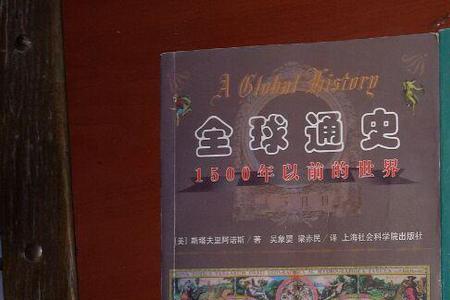 A Global History
全球通史
1500年以前的世界
[美]斯塔夫里阿诺斯/著 吴象婴 梁赤民/译 上海社会科学院出版社